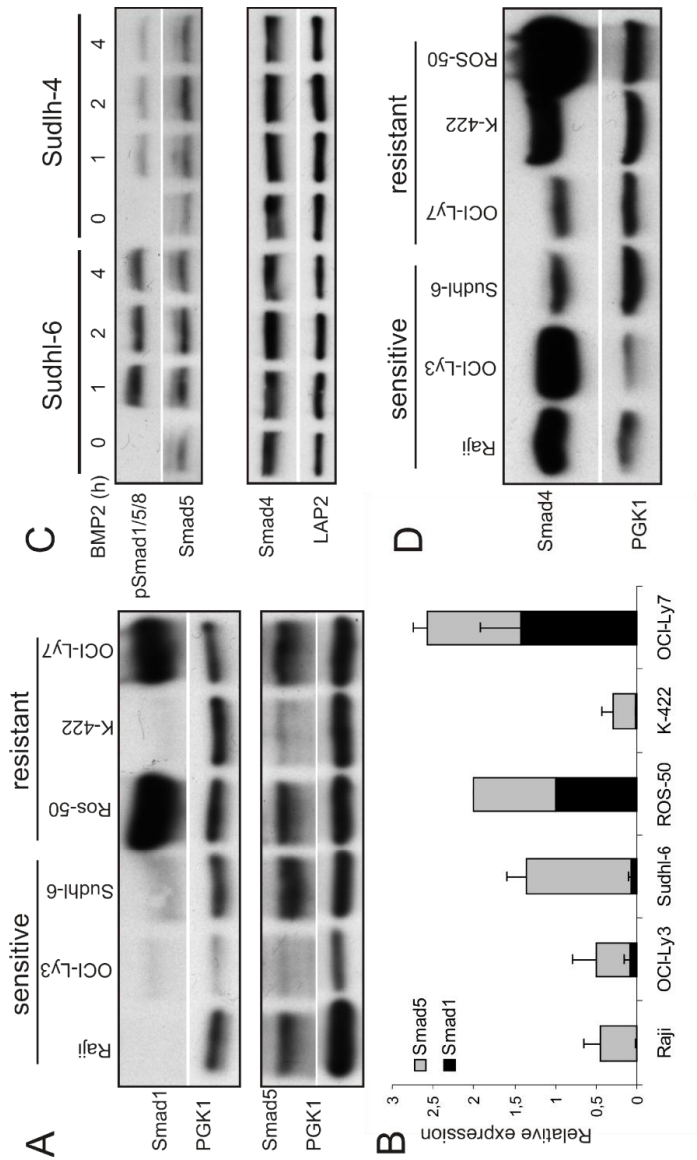 A
sensitive resistant
Raji OCI-Ly3 Sudhl-6 Ros-50 K-422 OCI-Ly7
Smad1
PGK1
Smad5
PGK1
B
Relative expression
3
2,5
2
1,5
1
0,5
0
Smad5
Smad1
Raji OCI-Ly3 Sudhl-6 ROS-50 K-422 OCI-Ly7
C
Sudhl-6 Sudlh-4
BMP2 (h) 0 1 2 4 0 1 2 4
pSmad1/5/8
Smad5
Smad4
LAP2
D
sensitive resistant
Raji OCI-Ly3 Sudhl-6 OCI-Ly7 K-422 ROS-50
Smad4
PGK1